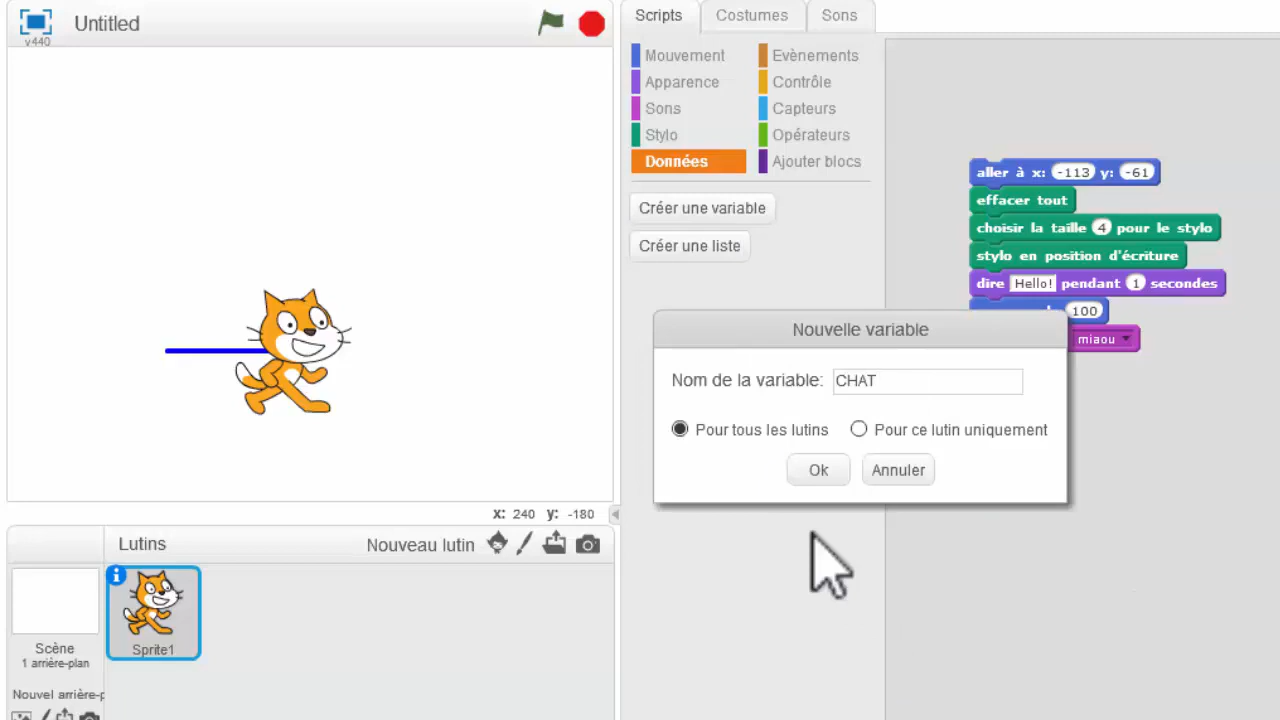 v440
Untitled
Scripts
Costumes
Sons
Mouvement
Evènements
Apparence
Contrôle
Sons
Capteurs
Stylo
Opérateurs
Données
Ajouter blocs
Créer une variable
Créer une liste
aller à x: -113 y: -61
effacer tout
choisir la taille 4 pour le stylo
stylo en position d'écriture
dire Hello! pendant 1 secondes
100
miaou
Nouvelle variable
Nom de la variable: CHAT
Pour tous les lutins
Pour ce lutin uniquement
Ok
Annuler
x: 240 y: -180
Lutins
Nouveau lutin
Sprite1
Scène
1 arrière-plan
Nouvel arrière-p